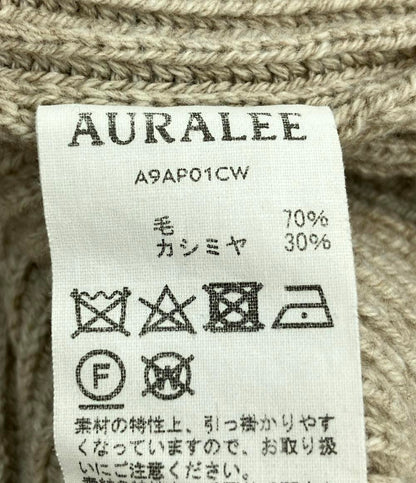 AURALEE
A9AP01CW
毛 70%
カシミヤ 30%
F W
素材の特性上、引っ掛かりやす
くなっていますので、お取り扱
いにご注意ください。